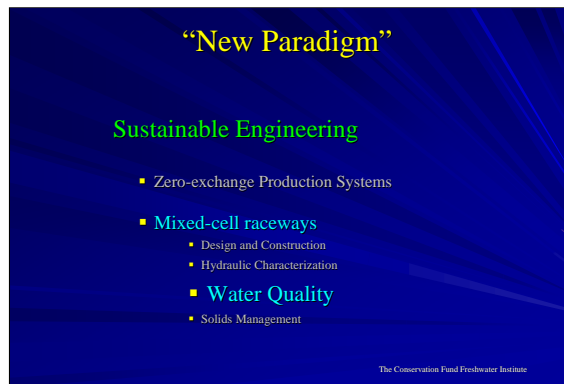 “New Paradigm”
Sustainable Engineering
▪ Zero-exchange Production Systems
▪ Mixed-cell raceways
▪ Design and Construction
▪ Hydraulic Characterization
▪ Water Quality
▪ Solids Management
The Conservation Fund Freshwater Institute